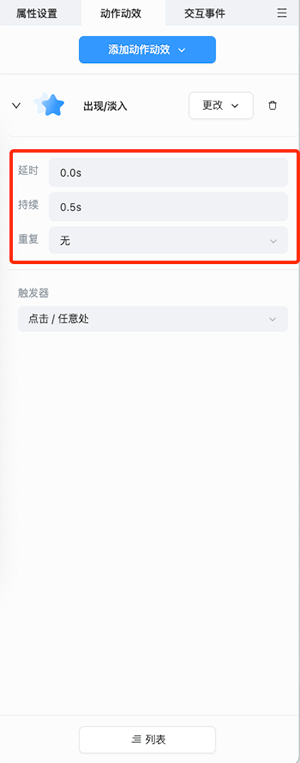 属性设置 动作动效 交互事件
添加动作动效
出现/淡入 更改
延时 0.0s
持续 0.5s
重复 无
触发器
点击 / 任意处
列表